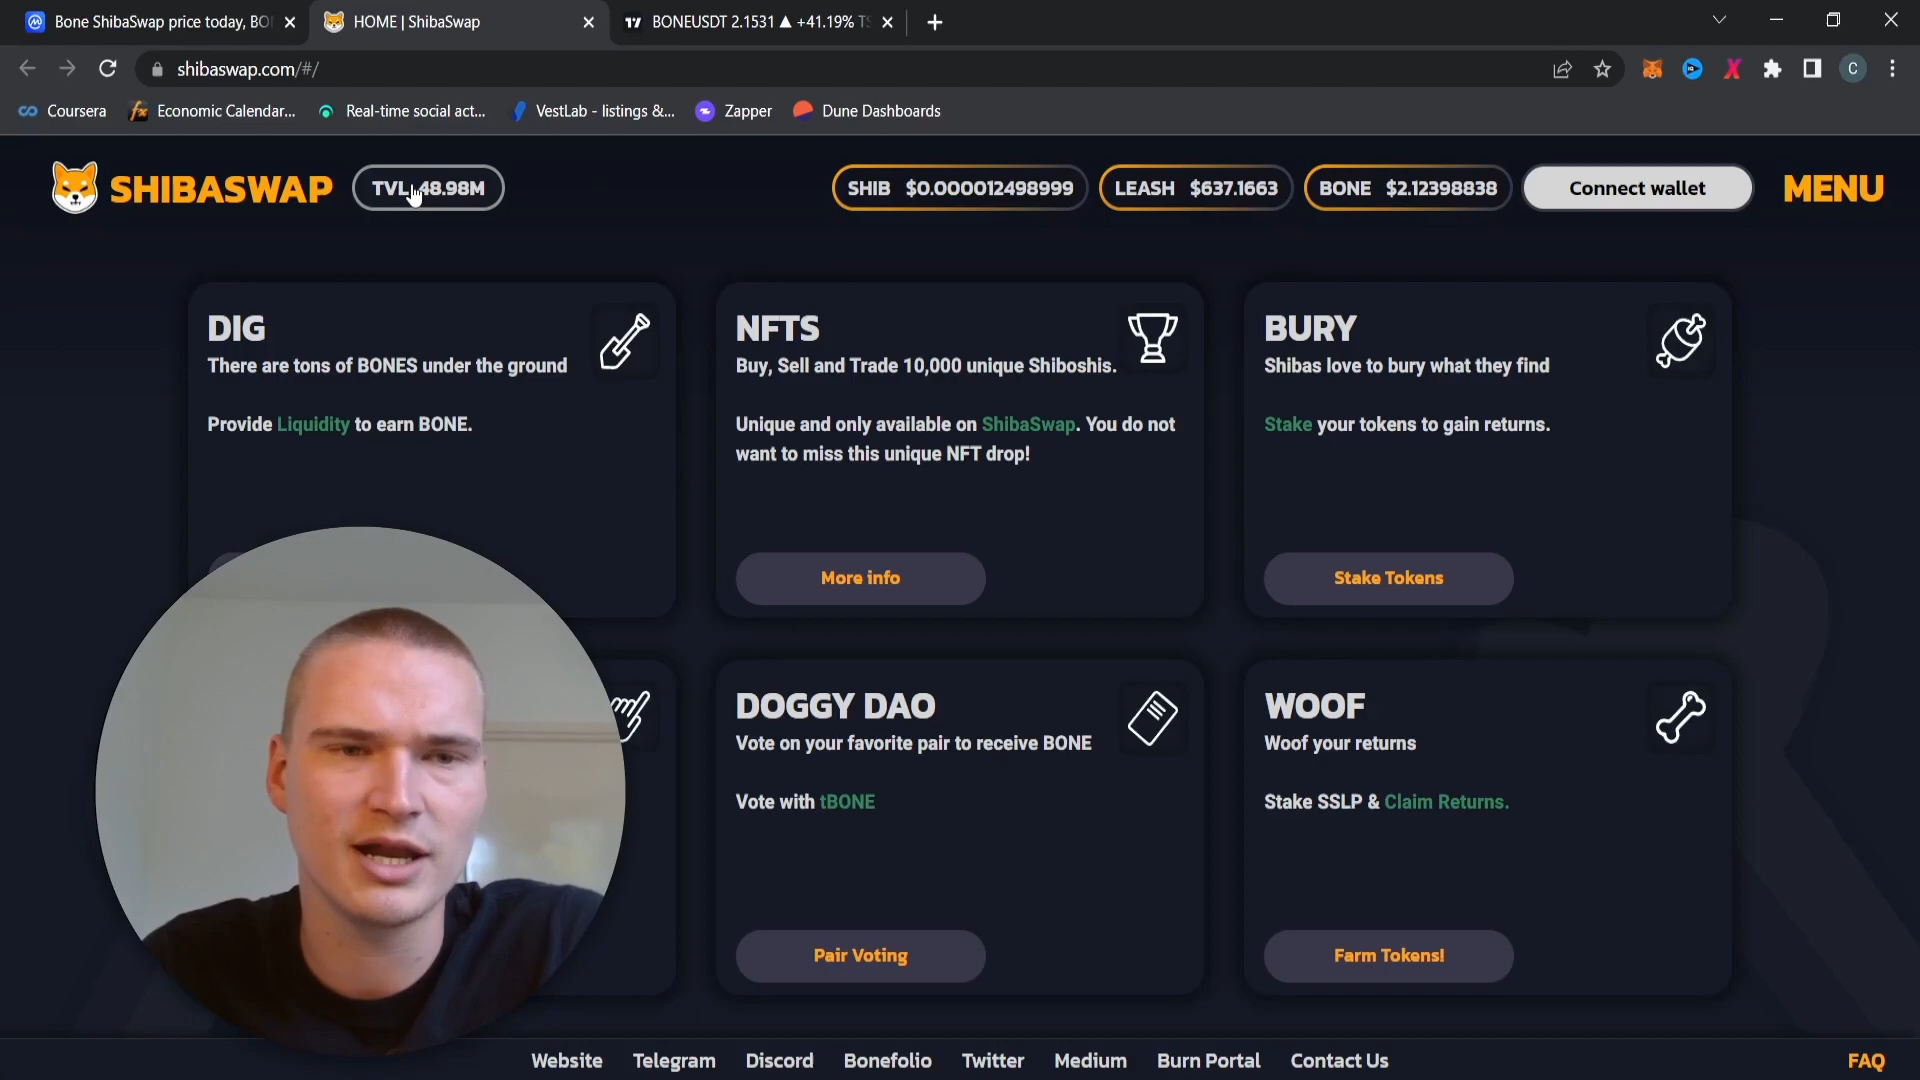 Bone ShibaSwap price today, BO
HOME | ShibaSwap
BONEUSDT 2.1531 ▲ +41.19%
shibaswap.com/#/
C
Coursera
Economic Calendar...
Real-time social act...
VestLab - listings &...
Zapper
Dune Dashboards
SHIBASWAP
TVL 48.98M
SHIB $0.000012498999
LEASH $637.1663
BONE $2.12398838
Connect wallet
MENU
DIG
There are tons of BONES under the ground
Provide Liquidity to earn BONE.
NFTS
Buy, Sell and Trade 10,000 unique Shiboshis.
Unique and only available on ShibaSwap. You do not
want to miss this unique NFT drop!
More info
BURY
Shibas love to bury what they find
Stake your tokens to gain returns.
Stake Tokens
DOGGY DAO
Vote on your favorite pair to receive BONE
Vote with tBONE
Pair Voting
WOOF
Woof your returns
Stake SSLP & Claim Returns.
Farm Tokens!
Website
Telegram
Discord
Bonefolio
Twitter
Medium
Burn Portal
Contact Us
FAQ